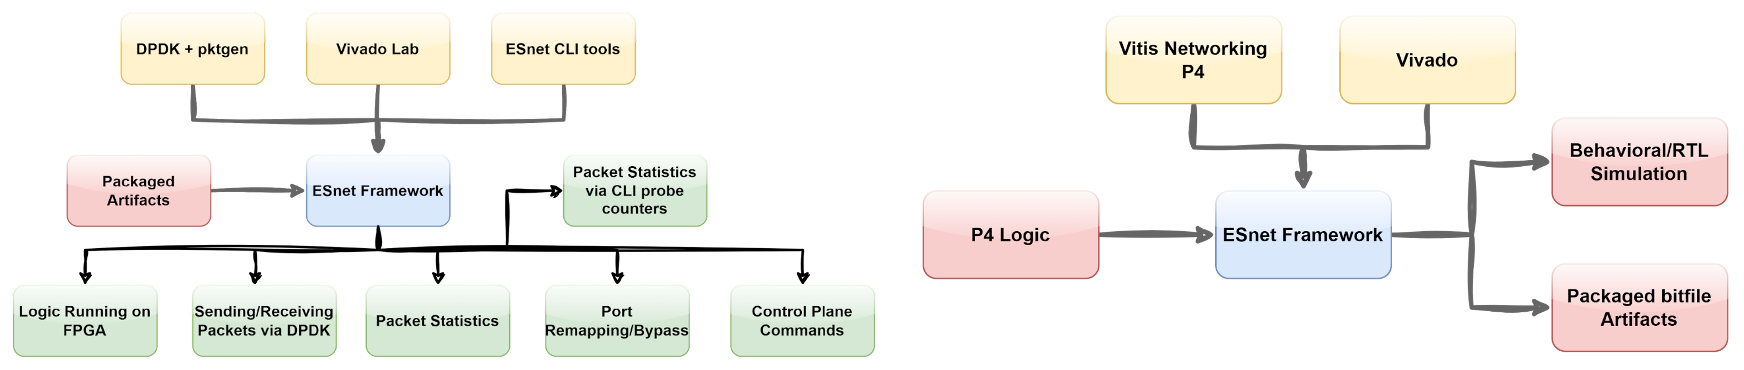 DPDK + pktgen
Vivado Lab
ESnet CLI tools
Packaged
Artifacts
ESnet Framework
Packet Statistics
via CLI probe
counters
Logic Running on
FPGA
Sending/Receiving
Packets via DPDK
Packet Statistics
Port
Remapping/Bypass
Control Plane
Commands
Vitis Networking
P4
Vivado
P4 Logic
ESnet Framework
Behavioral/RTL
Simulation
Packaged bitfile
Artifacts